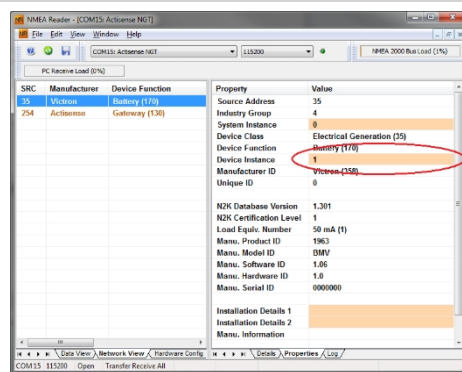 NMEA Reader - [COM15: Actisense NGT]
File Edit View Window Help
COM15: Actisense NGT 115200 NMEA 2000 Bus Load (1%)
PC Receive Load (0%)
SRC Manufacturer Device Function
35 Victron Battery (170)
254 Actisense Gateway (130)
Property Value
Source Address 35
Industry Group 4
System Instance 0
Device Class Electrical Generation (35)
Device Function Battery (170)
Device Instance 1
Manufacturer ID Victron (358)
Unique ID 0
N2K Database Version 1.301
N2K Certification Level 1
Load Equiv. Number 50 mA (1)
Manu. Product ID 1963
Manu. Model ID BMV
Manu. Software ID 1.06
Manu. Hardware ID 1.0
Manu. Serial ID 0000000
Installation Details 1
Installation Details 2
Manu. Information
Data View Network View Hardware Config
Details Properties Log
COM15 115200 Open Transfer Receive All